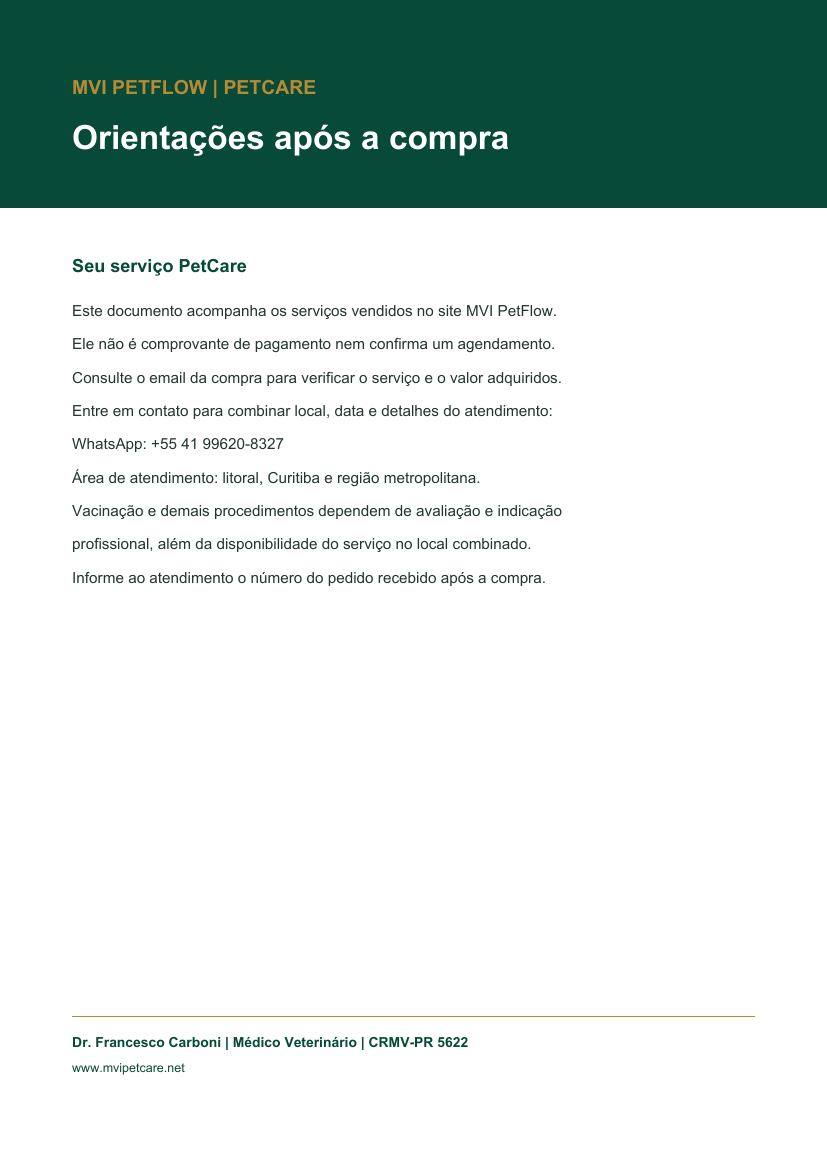 MVI PETFLOW | PETCARE
Orientações após a compra
Seu serviço PetCare
Este documento acompanha os serviços vendidos no site MVI PetFlow.
Ele não é comprovante de pagamento nem confirma um agendamento.
Consulte o email da compra para verificar o serviço e o valor adquiridos.
Entre em contato para combinar local, data e detalhes do atendimento:
WhatsApp: +55 41 99620-8327
Área de atendimento: litoral, Curitiba e região metropolitana.
Vacinação e demais procedimentos dependem de avaliação e indicação
profissional, além da disponibilidade do serviço no local combinado.
Informe ao atendimento o número do pedido recebido após a compra.
Dr. Francesco Carboni | Médico Veterinário | CRMV-PR 5622
www.mvipetcare.net